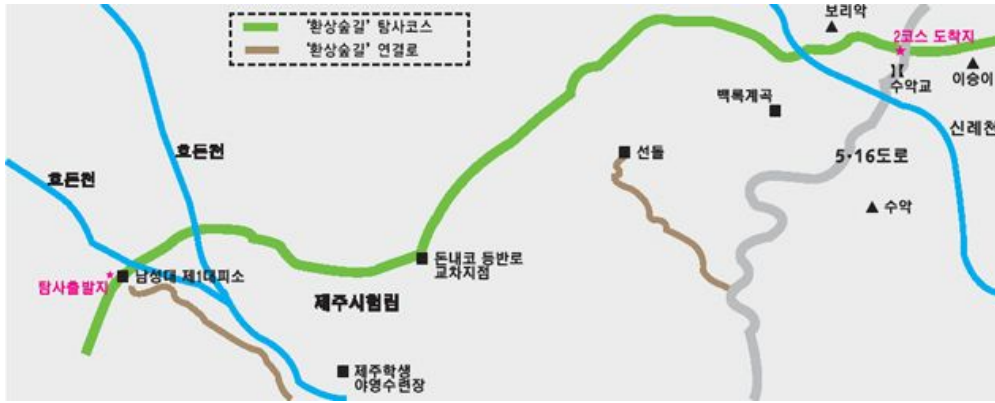 '환상숲길' 탐사코스
'환상숲길' 연결로
보리악
2코스 도착지
수악교
이승이
백록계곡
신례천
흐든천
선돌
5·16도로
흐든천
수악
돈내코 등반로
교차지점
남성대 제1대피소
탐사출발지
제주시험림
제주학생
야영수련장